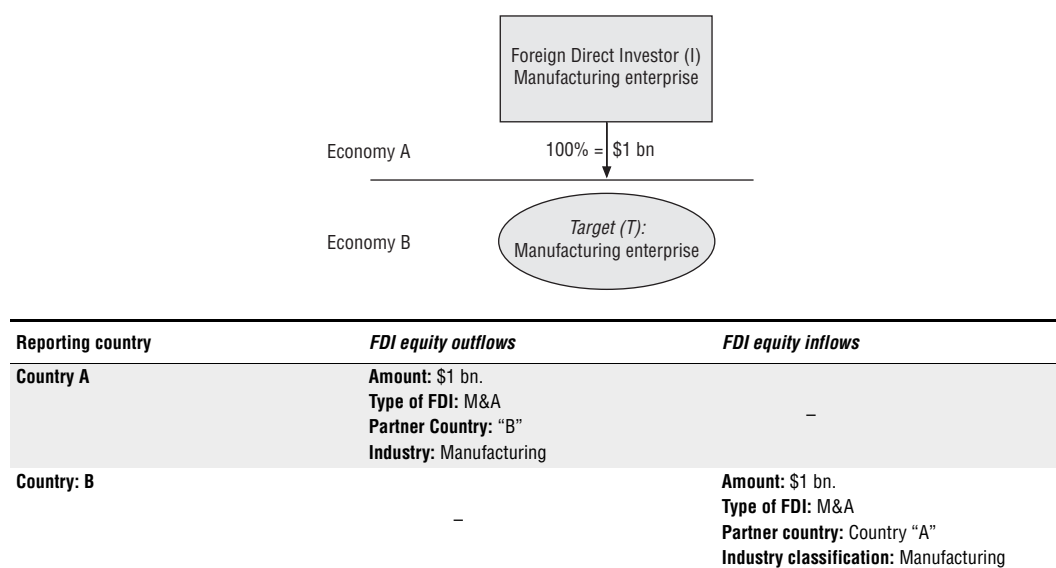 Foreign Direct Investor (I)
Manufacturing enterprise
Economy A
100% = $1 bn
Economy B
Target (T):
Manufacturing enterprise
Reporting country FDI equity outflows FDI equity inflows
Country A
Amount: $1 bn.
Type of FDI: M&A
Partner Country: “B”
Industry: Manufacturing
–
Country: B
–
Amount: $1 bn.
Type of FDI: M&A
Partner country: Country “A”
Industry classification: Manufacturing